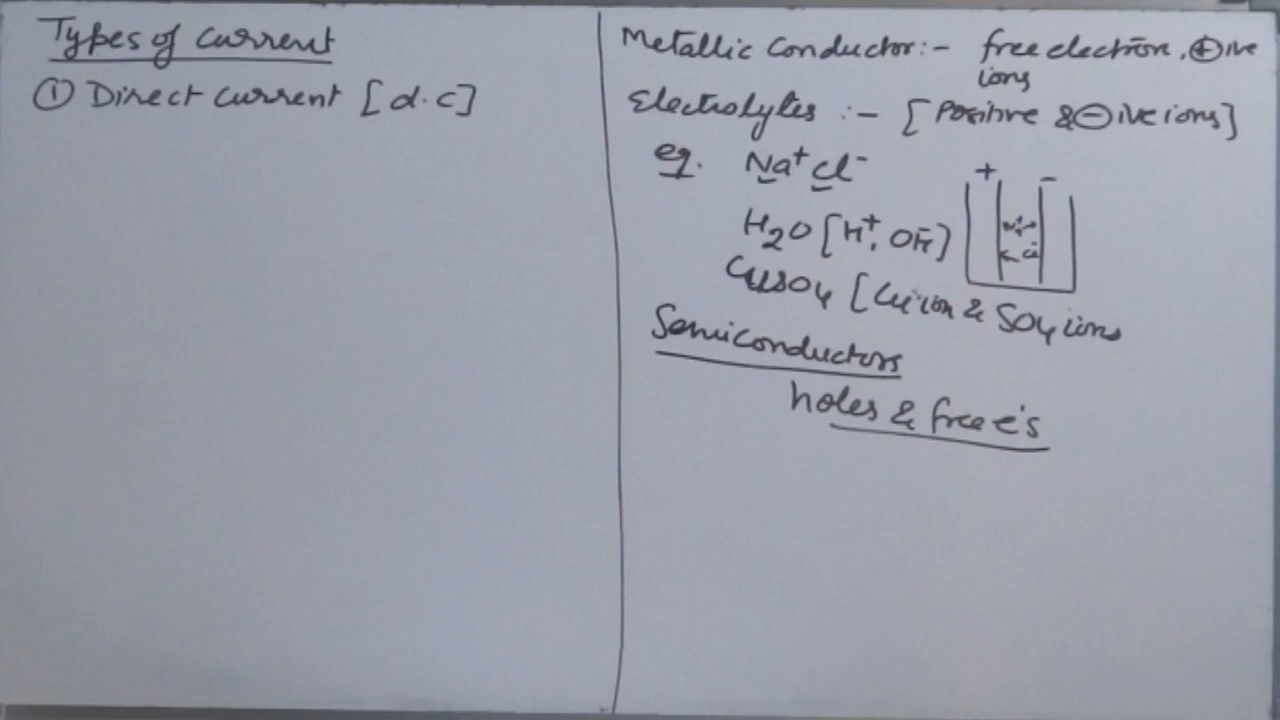 Types of current
① Direct current [d.c]
Metallic Conductor:- free electron, ⊕ive
ions
Electrolytes :- [Positive & ⊖ive ions]
eg. Na⁺Cl⁻
+ -
H₂O [H⁺, OH⁻]
CuSO₄ [Cu ion & SO₄ ions
Semiconductors
holes & free e's